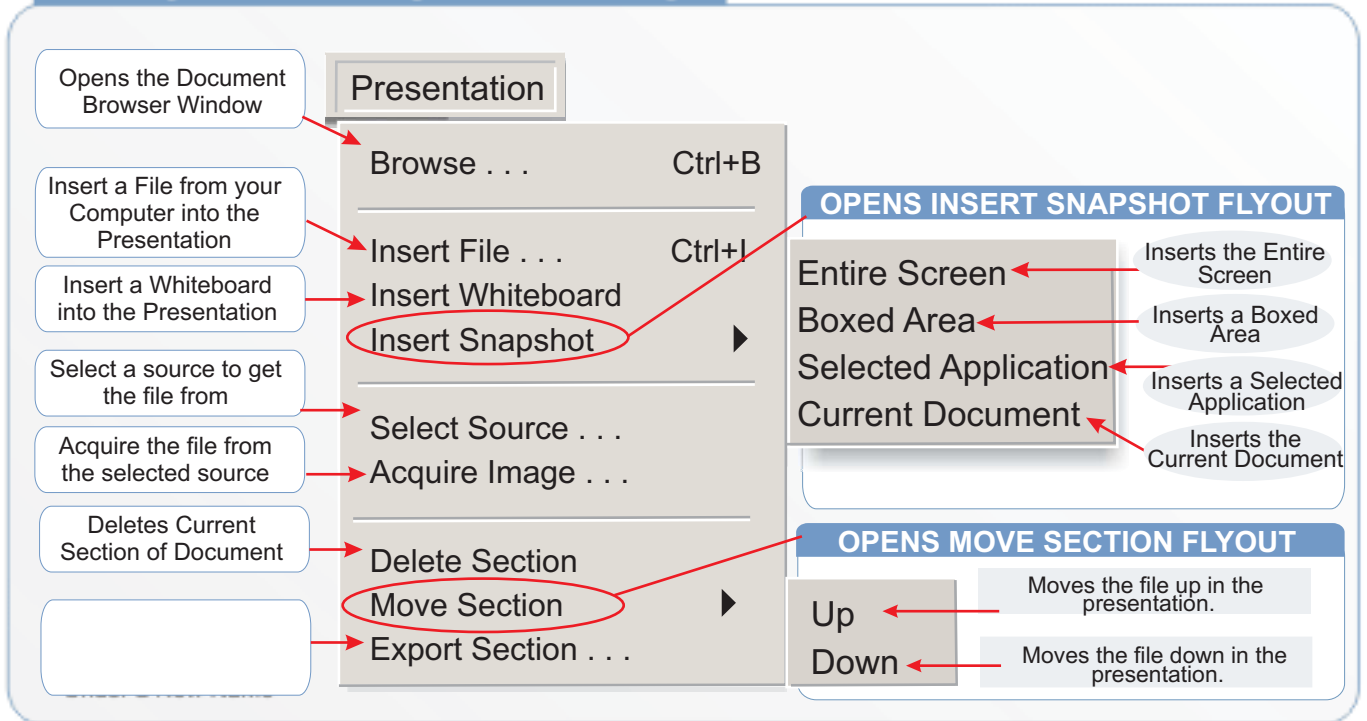 Opens the Document
Browser Window
Presentation
Browse . . . Ctrl+B
Insert a File from your
Computer into the
Presentation
Insert File . . . Ctrl+I
Insert a Whiteboard
into the Presentation
Insert Whiteboard
Insert Snapshot
OPENS INSERT SNAPSHOT FLYOUT
Entire Screen
Inserts the Entire
Screen
Boxed Area
Inserts a Boxed
Area
Selected Application
Inserts a Selected
Application
Current Document
Inserts the
Current Document
Select a source to get
the file from
Select Source . . .
Acquire the file from
the selected source
Acquire Image . . .
Deletes Current
Section of Document
Delete Section
Move Section
Export Section . . .
OPENS MOVE SECTION FLYOUT
Up
Moves the file up in the
presentation.
Down
Moves the file down in the
presentation.